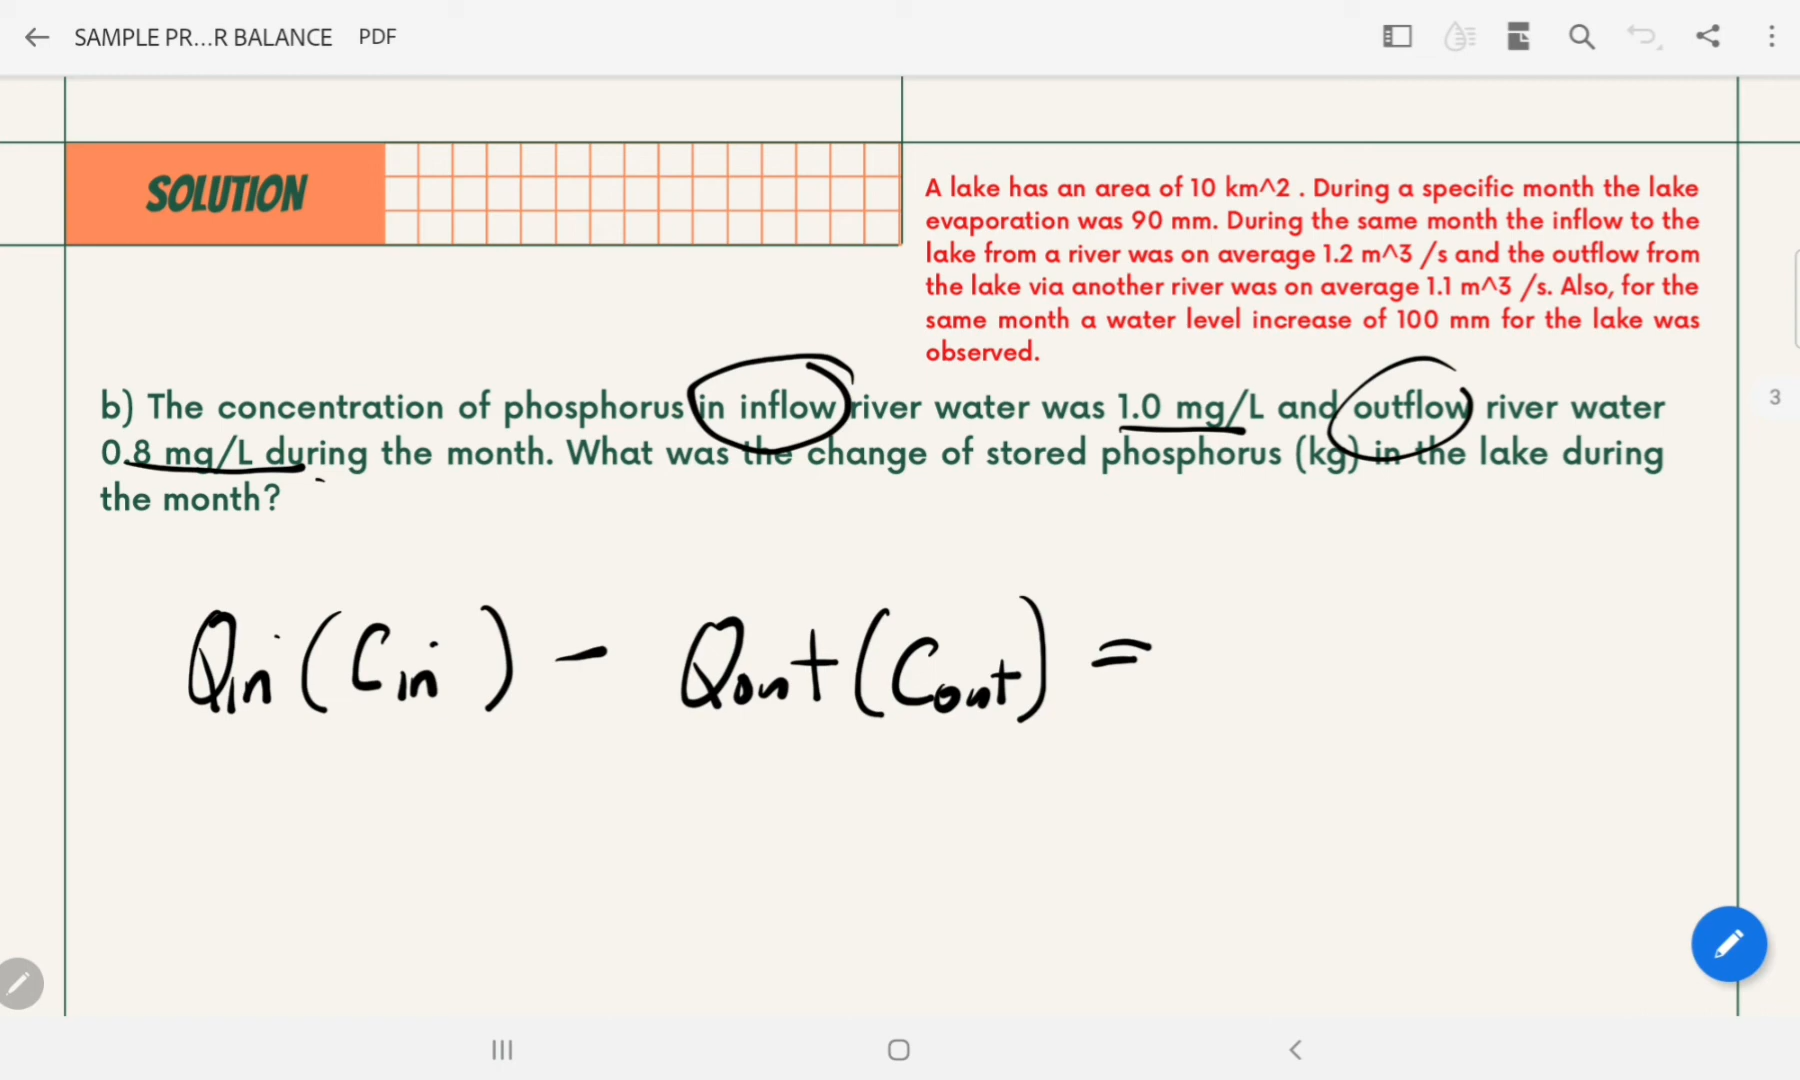 SAMPLE PR...R BALANCE PDF
SOLUTION
A lake has an area of 10 km^2 . During a specific month the lake
evaporation was 90 mm. During the same month the inflow to the
lake from a river was on average 1.2 m^3 /s and the outflow from
the lake via another river was on average 1.1 m^3 /s. Also, for the
same month a water level increase of 100 mm for the lake was
observed.
b) The concentration of phosphorus in inflow river water was 1.0 mg/L and outflow river water
0.8 mg/L during the month. What was the change of stored phosphorus (kg) in the lake during
the month?
3
Qin (Cin) - Qout (Cout) =